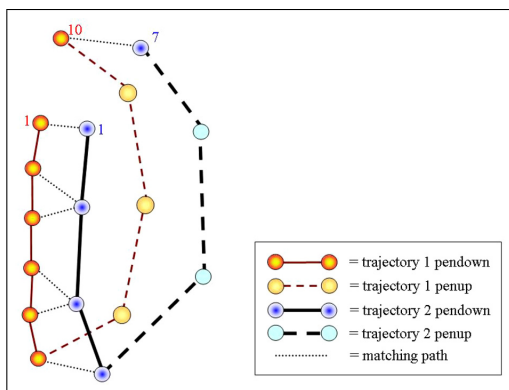 10
7
1
1
= trajectory 1 pendown
= trajectory 1 penup
= trajectory 2 pendown
= trajectory 2 penup
= matching path